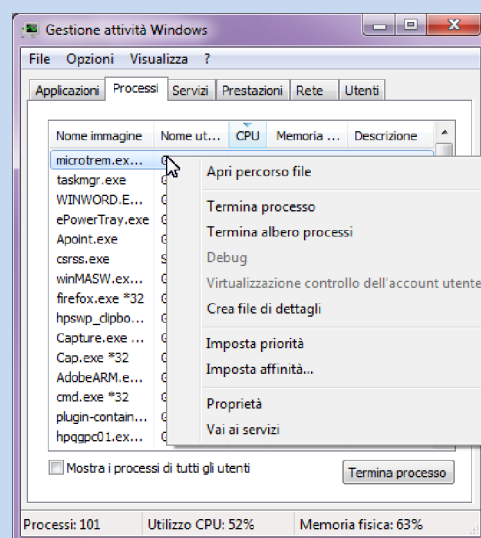 Gestione attività Windows
File Opzioni Visualizza ?
Applicazioni Processi Servizi Prestazioni Rete Utenti
Nome immagine Nome ut... CPU Memoria ... Descrizione
microtrem.ex...
taskmgr.exe
WINWORD.E...
ePowerTray.exe
Apoint.exe
csrss.exe
winMASW.ex...
firefox.exe *32
hpswp_clipbo...
Capture.exe ...
Cap.exe *32
AdobeARM.e...
cmd.exe *32
plugin-contain...
hpqgpc01.ex...
Apri percorso file
Termina processo
Termina albero processi
Debug
Virtualizzazione controllo dell'account utente
Crea file di dettagli
Imposta priorità
Imposta affinità...
Proprietà
Vai ai servizi
Mostra i processi di tutti gli utenti
Termina processo
Processi: 101 Utilizzo CPU: 52% Memoria fisica: 63%